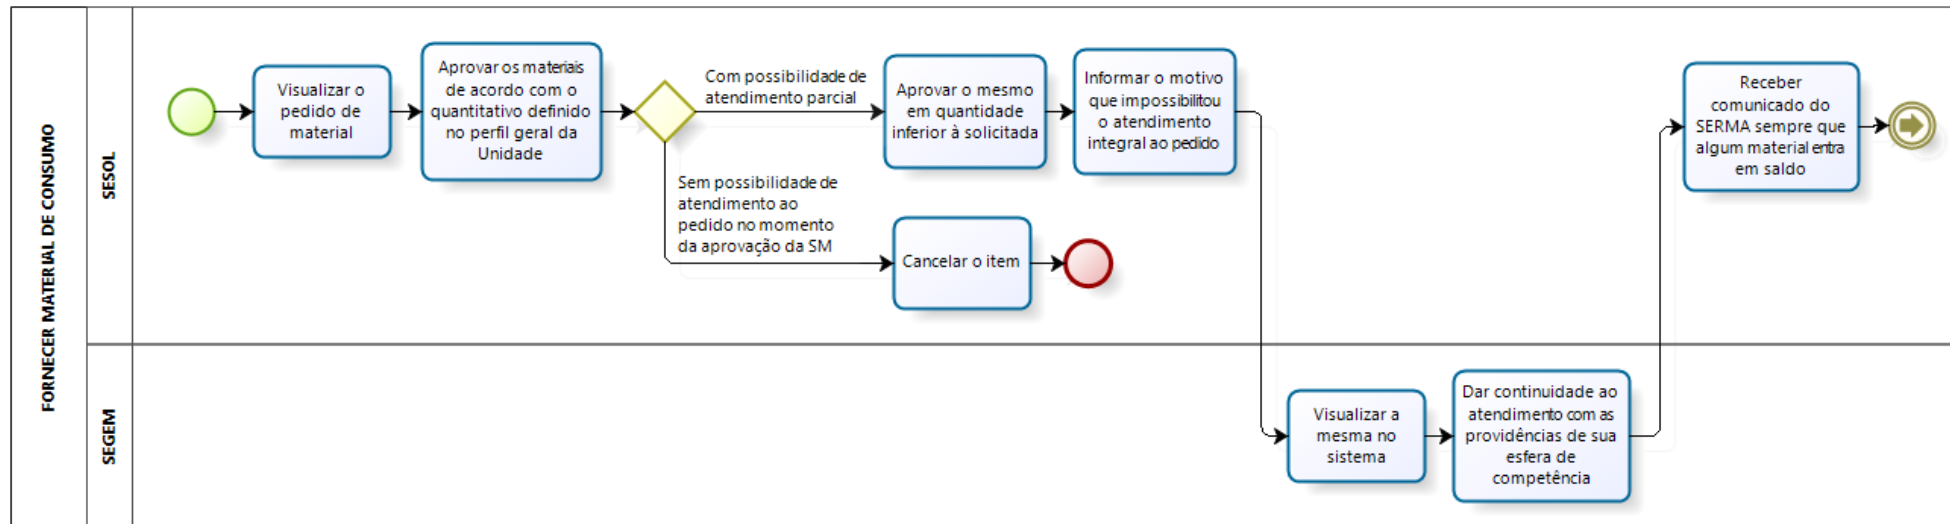 FORNECER MATERIAL DE CONSUMO
SESOL
Visualizar o
pedido de
material
Aprovar os materiais
de acordo com o
quantitativo definido
no perfil geral da
Unidade
Com possibilidade de
atendimento parcial
Aprovar o mesmo
em quantidade
inferior à solicitada
Informar o motivo
que impossibilitou
o atendimento
integral ao pedido
Sem possibilidade de
atendimento ao
pedido no momento
da aprovação da SM
Cancelar o item
Receber
comunicado do
SERMA sempre que
algum material entra
em saldo
SEGEM
Visualizar a
mesma no
sistema
Dar continuidade ao
atendimento com as
providências de sua
esfera de
competência